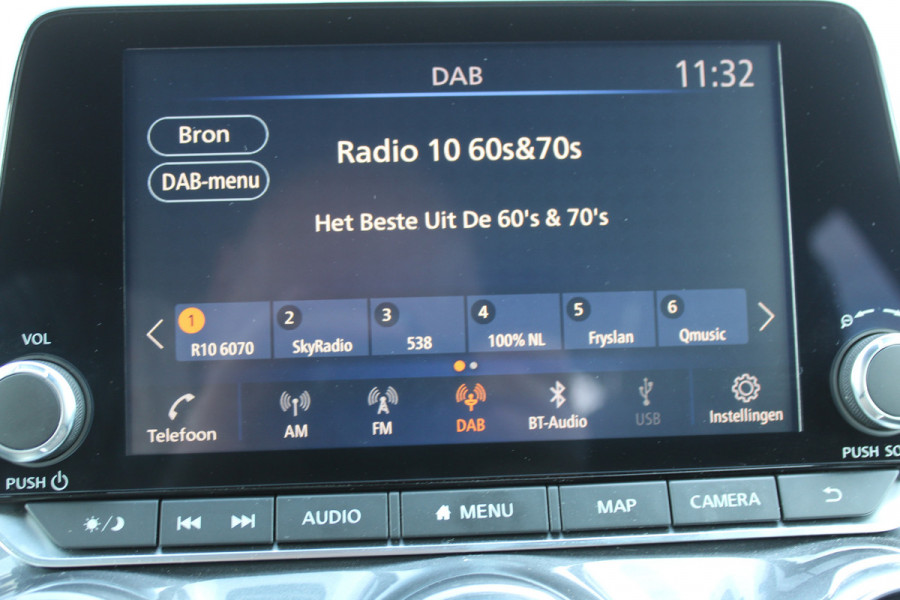 DAB
11:32
Bron
DAB-menu
Radio 10 60s&70s
Het Beste Uit De 60's & 70's
1 2 3 4 5 6
R10 6070 SkyRadio 538 100% NL Fryslan Qmusic
Telefoon AM FM DAB BT-Audio USB Instellingen
VOL
PUSH
PUSH SO
AUDIO MENU MAP CAMERA